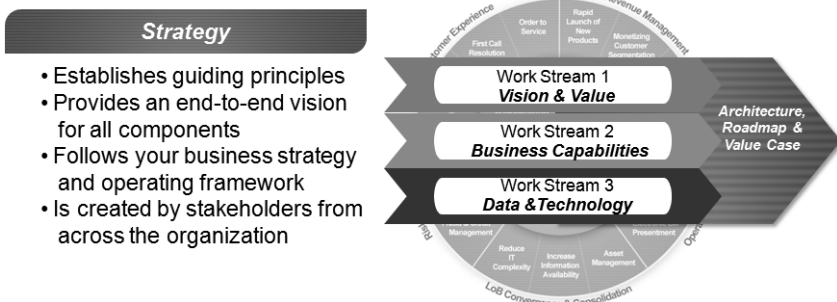 Strategy
• Establishes guiding principles
• Provides an end-to-end vision
for all components
• Follows your business strategy
and operating framework
• Is created by stakeholders from
across the organization
Customer Experience
Revenue Management
Order to
Service
Rapid
Launch of
New
Products
First Call
Resolution
Monetizing
Customer
Segmentation
Work Stream 1
Vision & Value
Work Stream 2
Business Capabilities
Work Stream 3
Data &Technology
Architecture,
Roadmap &
Value Case
Management
Presentment
Reduce
IT
Complexity
Increase
Information
Availability
Asset
Management
LoB Convergence & Consolidation